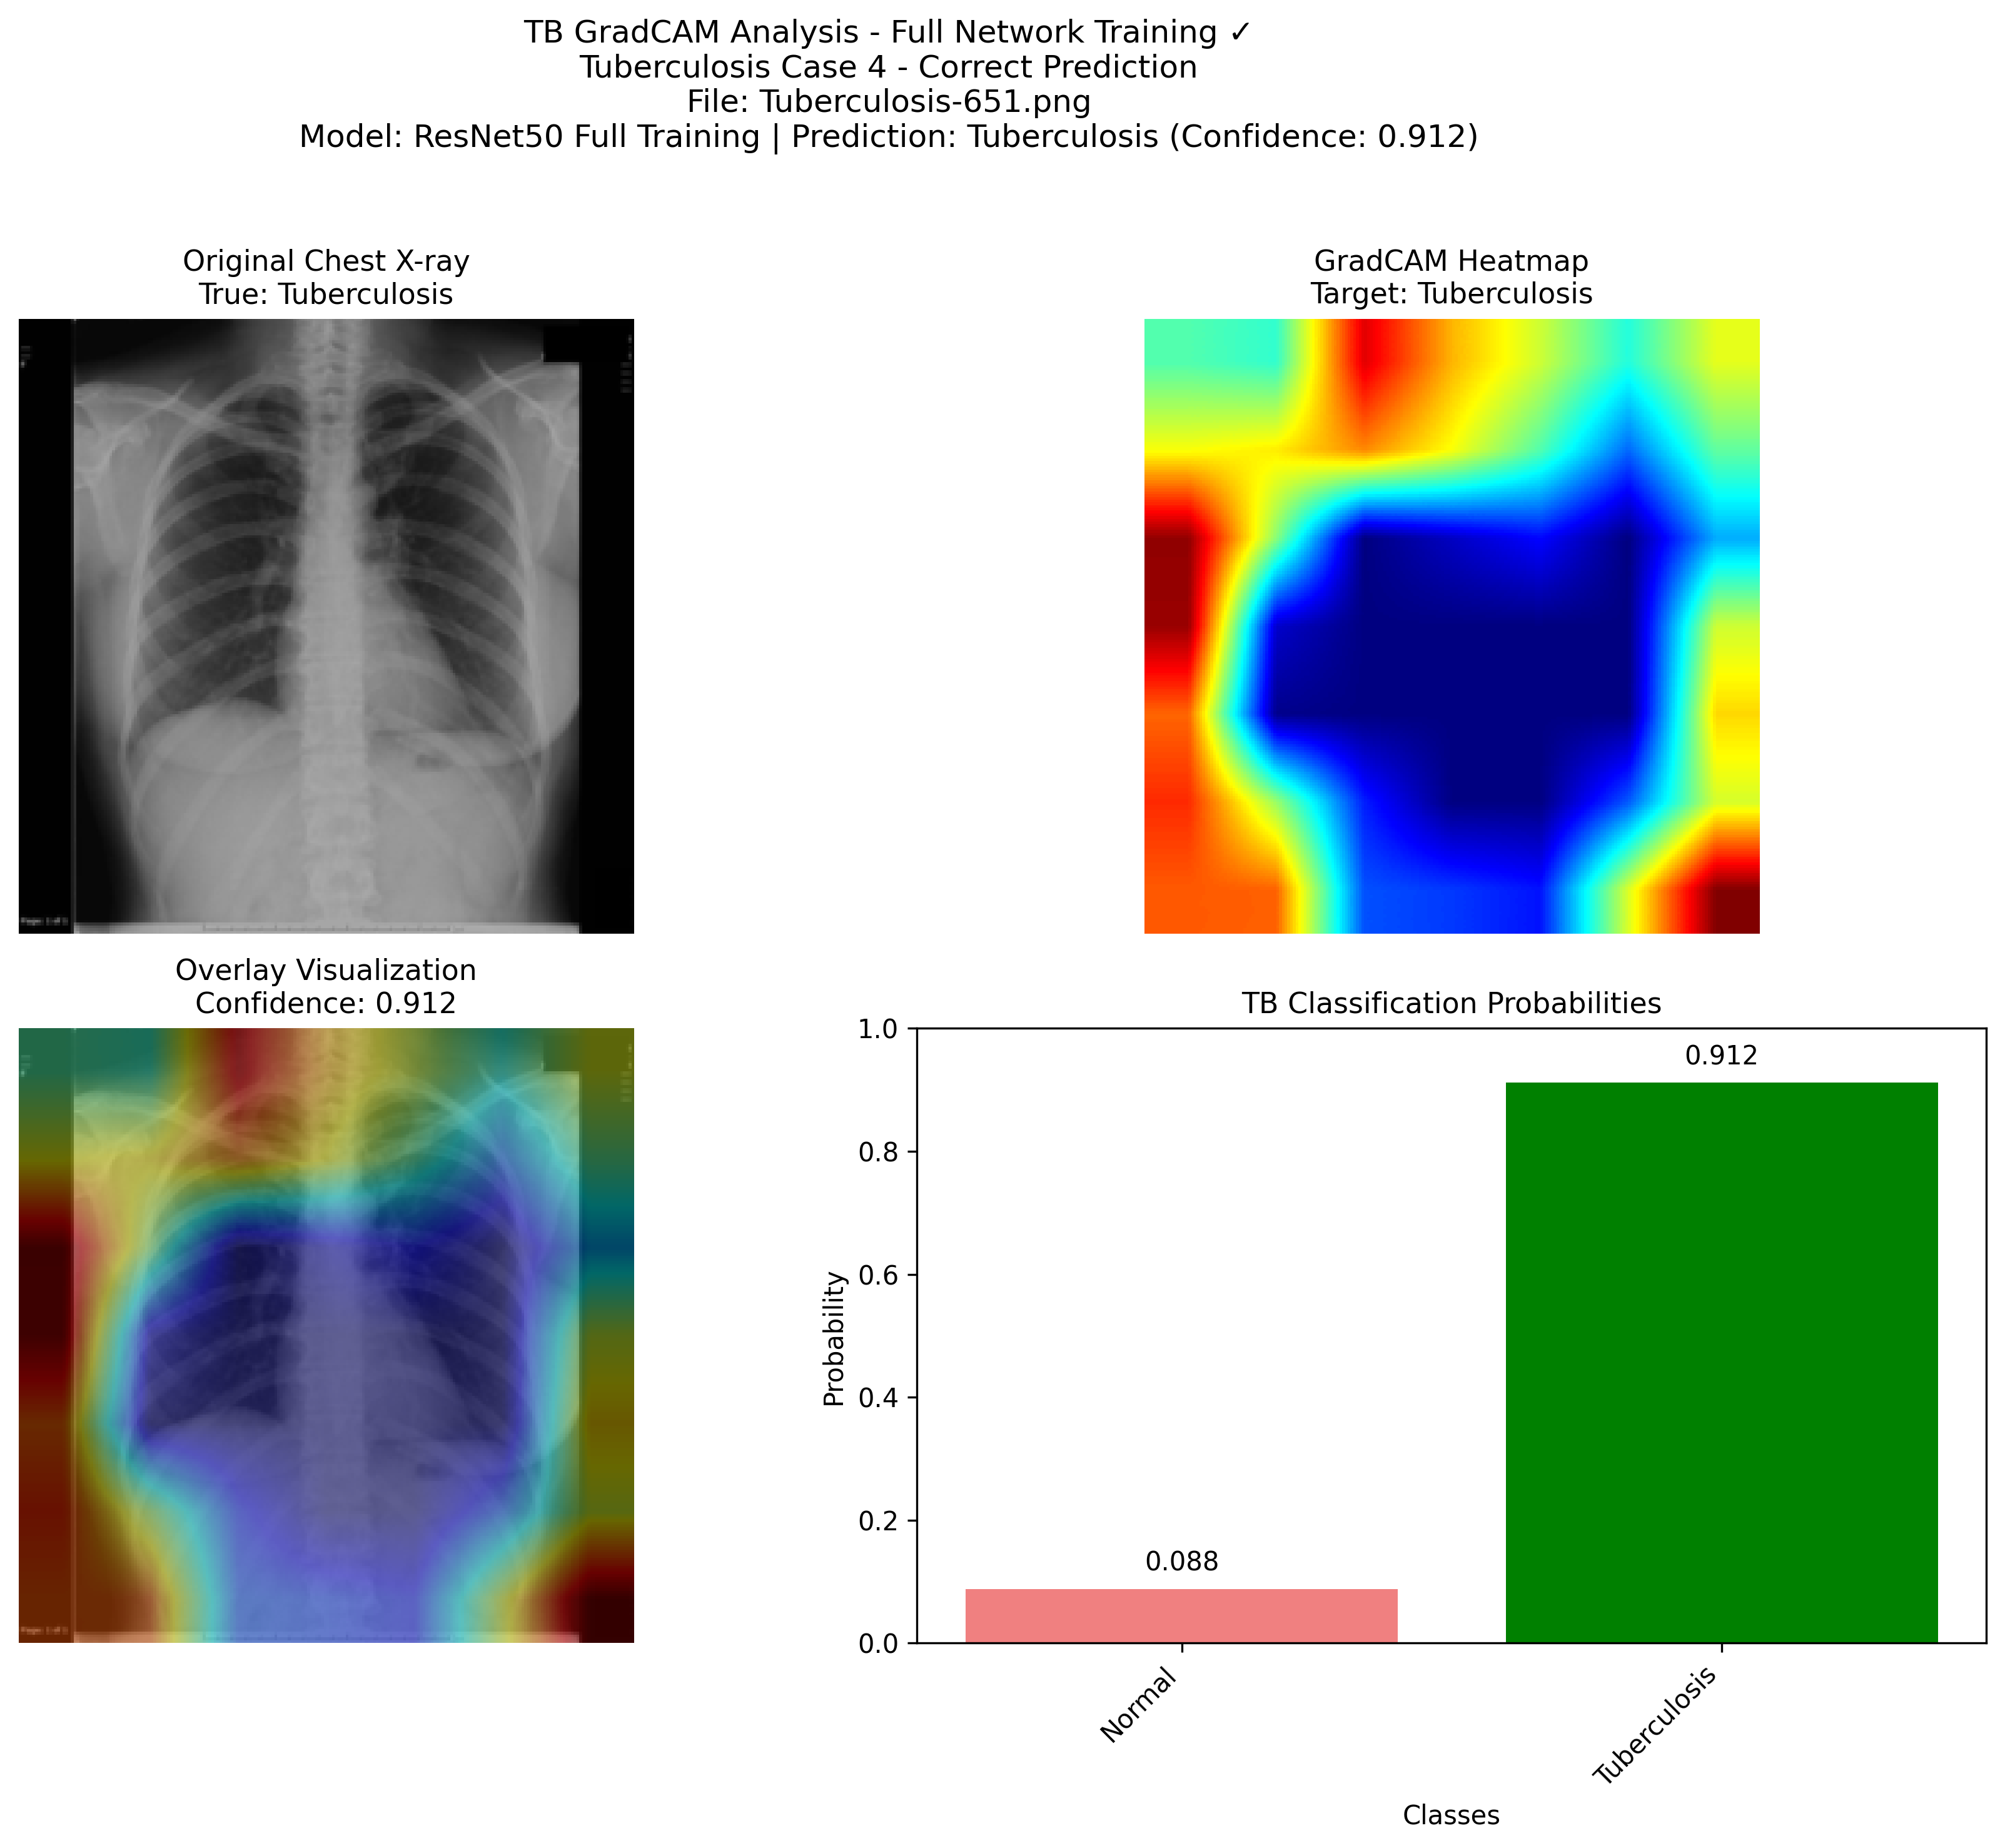 TB GradCAM Analysis - Full Network Training ✓
Tuberculosis Case 4 - Correct Prediction
File: Tuberculosis-651.png
Model: ResNet50 Full Training | Prediction: Tuberculosis (Confidence: 0.912)
Original Chest X-ray
True: Tuberculosis
GradCAM Heatmap
Target: Tuberculosis
Overlay Visualization
Confidence: 0.912
TB Classification Probabilities
1.0
0.8
0.6
0.4
0.2
0.0
Probability
0.088
0.912
Normal
Tuberculosis
Classes